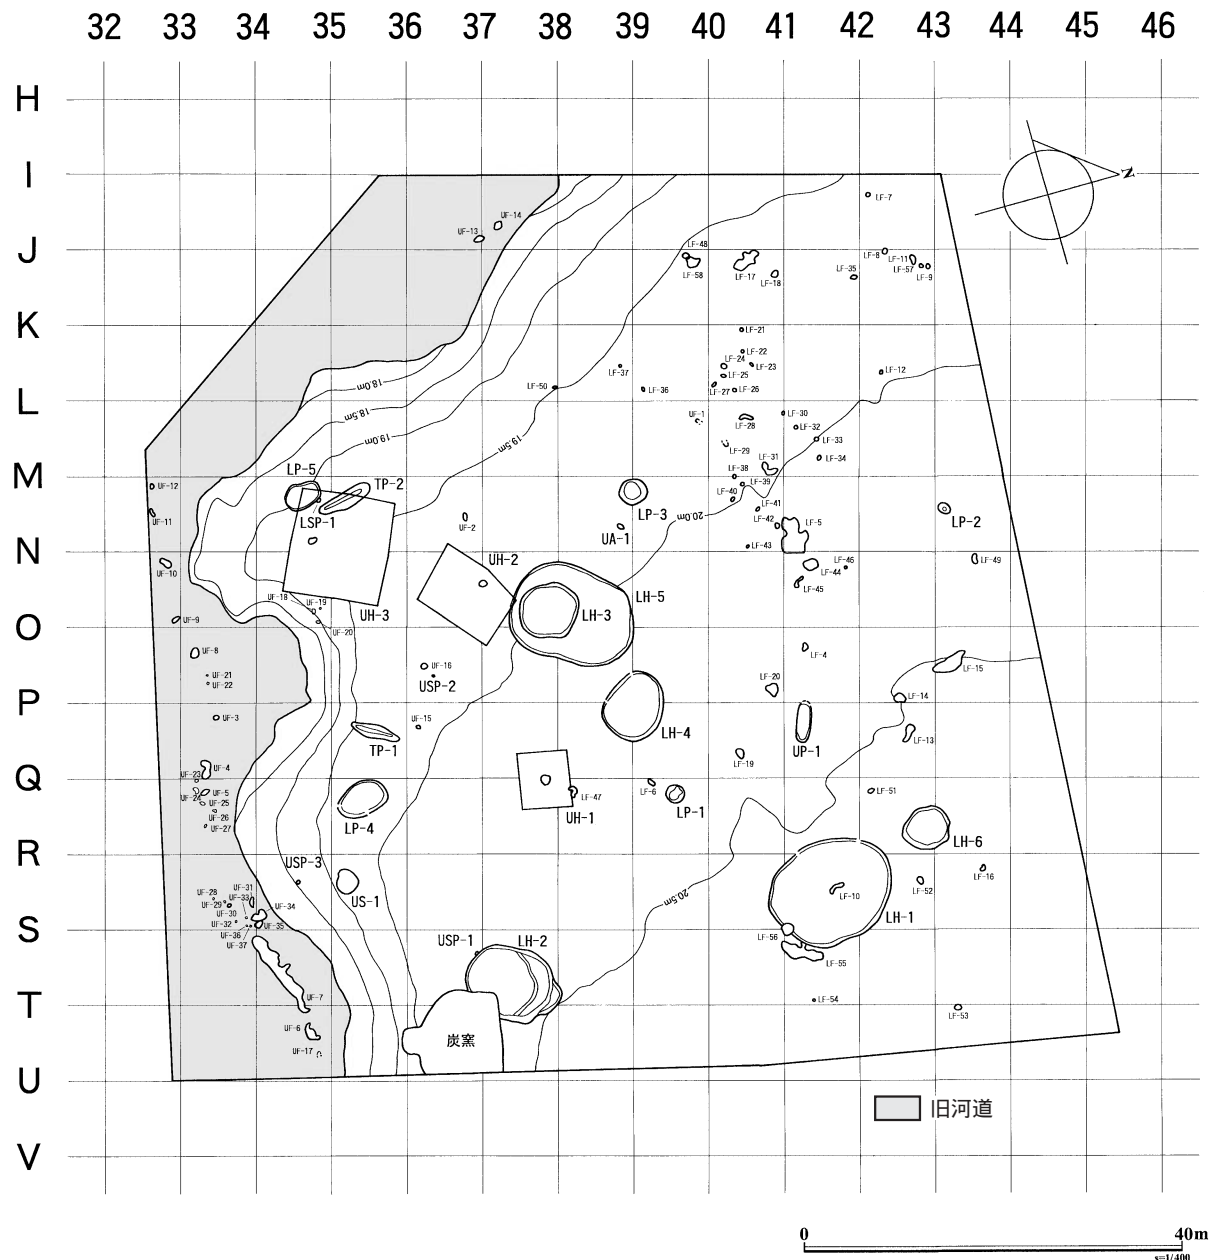 32 33 34 35 36 37 38 39 40 41 42 43 44 45 46
H
I
N
LF-7
UF-14
UF-13
J
LF-48
LF-58
LF-17
LF-18
LF-35
LF-8
LF-11
LF-57
LF-9
K
LF-21
LF-22
LF-24
LF-23
LF-25
LF-37
LF-36
LF-50
LF-27
LF-26
LF-12
18.0m
L
18.5m
19.0m
19.5m
UF-1
LF-28
LF-30
LF-32
LF-33
LF-29
LF-34
LF-31
M
LP-5
TP-2
LF-38
LF-39
LF-40
UF-12
UF-11
LSP-1
UF-2
LP-3
UA-1
20.0m
LF-41
LF-42
LF-5
LP-2
LF-43
N
UF-10
UH-2
LF-46
LF-44
LF-45
LF-49
UF-18
UF-19
UF-20
UH-3
LH-5
LH-3
O
UF-9
UF-8
UF-21
UF-22
UF-16
USP-2
LF-4
LF-15
LF-20
P
LF-14
UF-3
UF-15
TP-1
LH-4
UP-1
LF-13
LF-19
Q
UF-4
UF-23
UF-5
UF-24
UF-25
UF-26
UF-27
LP-4
UH-1
LF-47
LF-6
LP-1
LF-51
LH-6
R
USP-3
US-1
LF-16
LF-52
LF-10
LH-1
20.5m
UF-28
UF-31
UF-29
UF-33
UF-34
UF-30
UF-32
UF-35
UF-36
UF-37
S
USP-1
LH-2
LF-56
LF-55
T
UF-7
LF-54
LF-53
UF-6
UF-17
炭窯
U
旧河道
V
0 40m
s=1/400